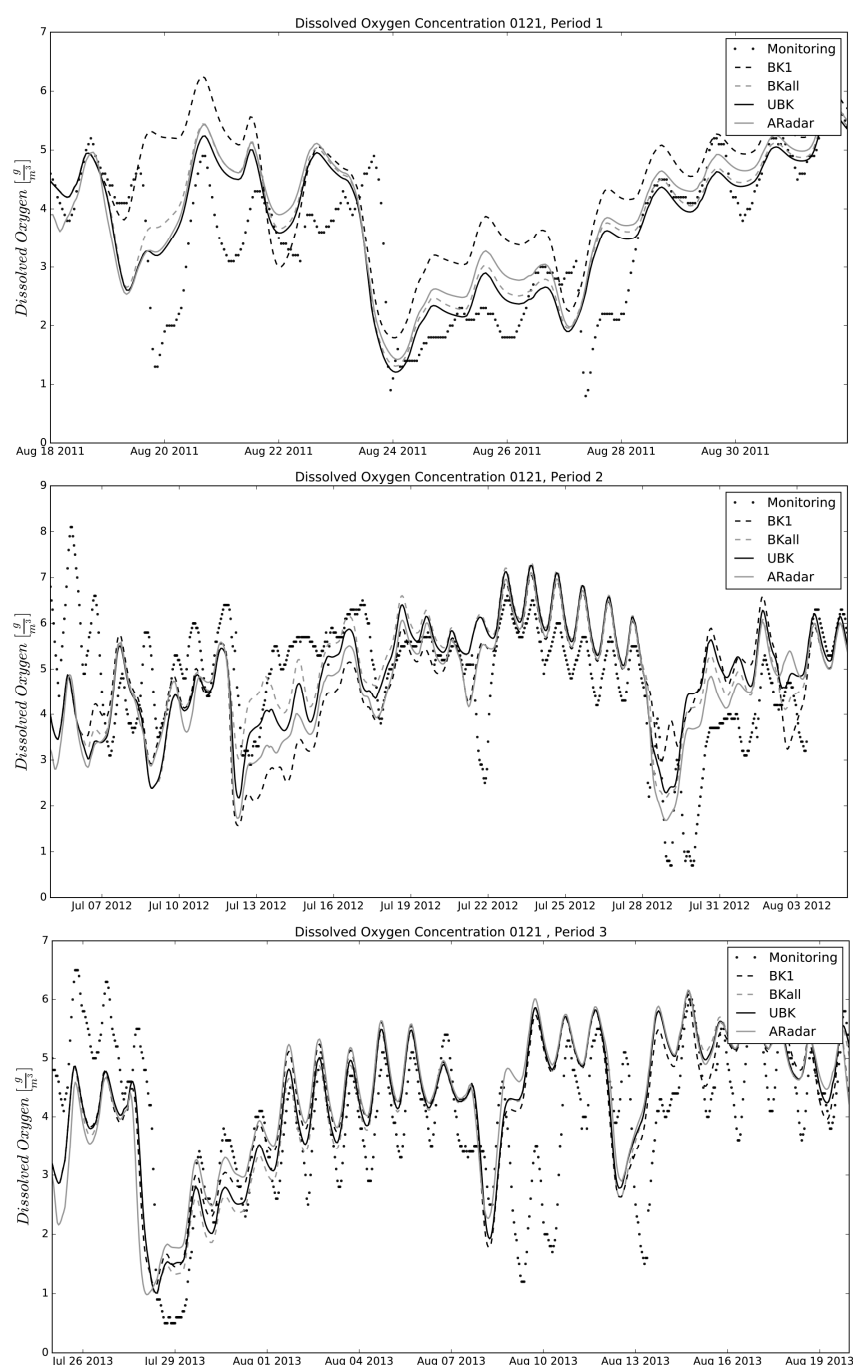 Dissolved Oxygen Concentration 0121, Period 1
7
6
5
4
3
2
1
0
Dissolved Oxygen [g/m³]
Monitoring
BK1
BKall
UBK
ARadar
Aug 18 2011 Aug 20 2011 Aug 22 2011 Aug 24 2011 Aug 26 2011 Aug 28 2011 Aug 30 2011
Dissolved Oxygen Concentration 0121, Period 2
9
8
7
6
5
4
3
2
1
0
Dissolved Oxygen [g/m³]
Monitoring
BK1
BKall
UBK
ARadar
Jul 07 2012 Jul 10 2012 Jul 13 2012 Jul 16 2012 Jul 19 2012 Jul 22 2012 Jul 25 2012 Jul 28 2012 Jul 31 2012 Aug 03 2012
Dissolved Oxygen Concentration 0121 , Period 3
7
6
5
4
3
2
1
0
Dissolved Oxygen [g/m³]
Monitoring
BK1
BKall
UBK
ARadar
Jul 26 2013 Jul 29 2013 Aug 01 2013 Aug 04 2013 Aug 07 2013 Aug 10 2013 Aug 13 2013 Aug 16 2013 Aug 19 2013